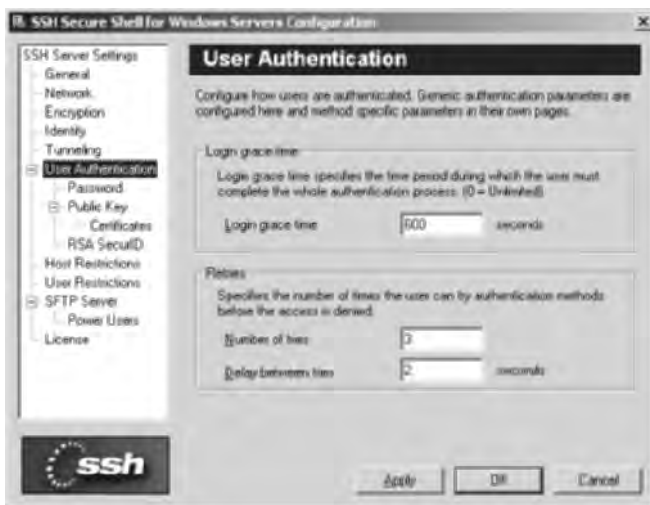 SSH Secure Shell for Windows Servers Configuration
SSH Server Settings
General
Network
Encryption
Identity
Tunneling
User Authentication
Password
Public Key
Certificates
RSA SecurID
Host Restrictions
User Restrictions
SFTP Server
Power Users
License
ssh
User Authentication
Configure how users are authenticated. Generic authentication parameters are
configured here and method specific parameters in their own pages.
Login grace time
Login grace time specifies the time period during which the user must
complete the whole authentication process. (0 = Unlimited)
Login grace time 600 seconds
Retries
Specifies the number of times the user can try authentication methods
before the access is denied.
Number of tries 3
Delay between tries 2 seconds
Apply OK Cancel